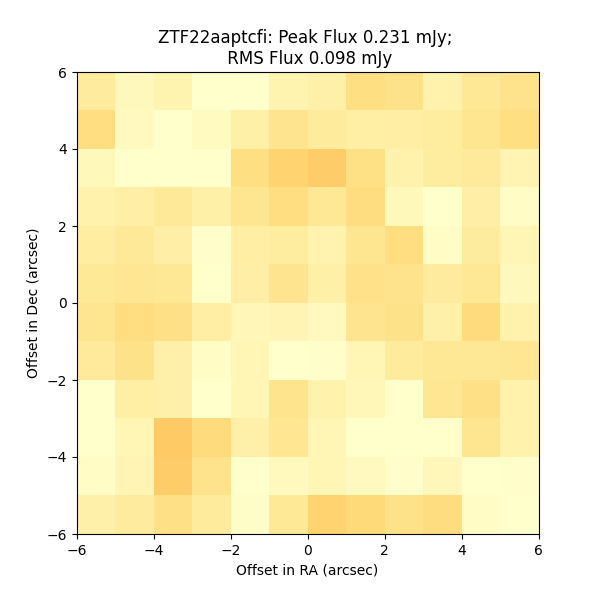 ZTF22aaptcfi: Peak Flux 0.231 mJy;
RMS Flux 0.098 mJy
6
4
2
0
−2
−4
−6
Offset in Dec (arcsec)
−6 −4 −2 0 2 4 6
Offset in RA (arcsec)